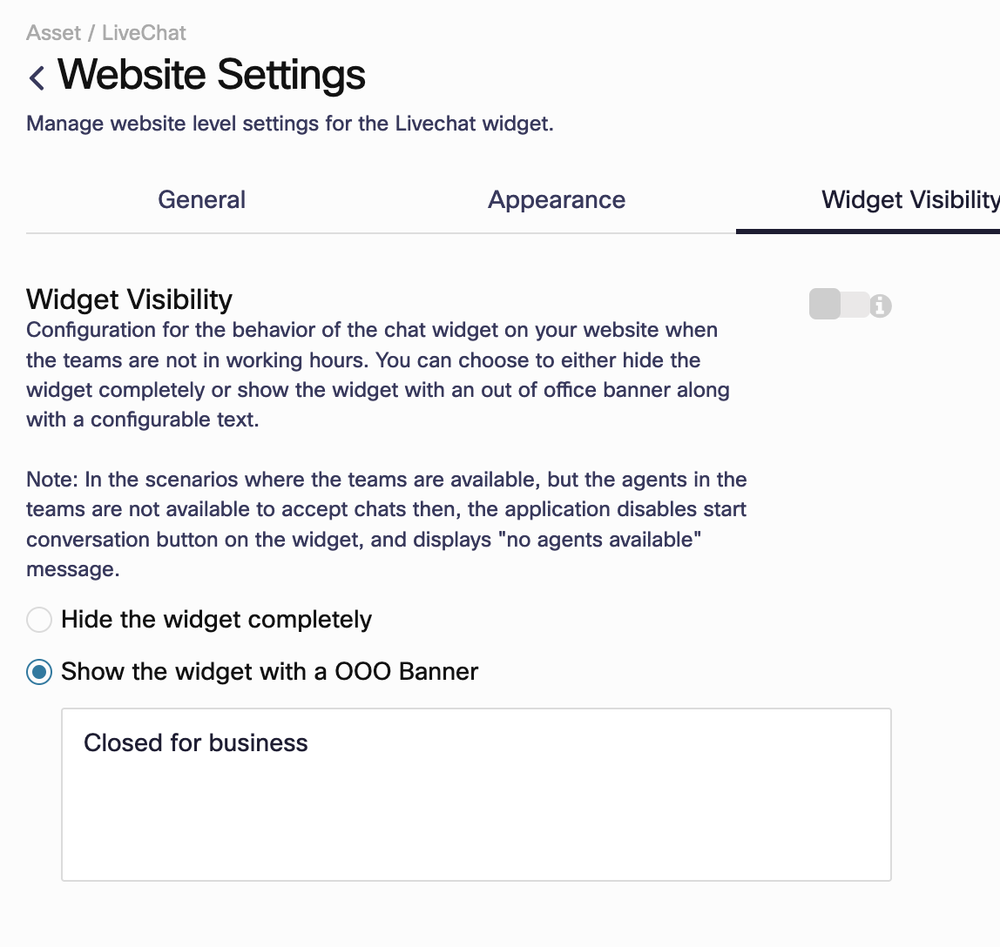 Asset / LiveChat
Website Settings
Manage website level settings for the Livechat widget.
General Appearance Widget Visibility
Widget Visibility
Configuration for the behavior of the chat widget on your website when
the teams are not in working hours. You can choose to either hide the
widget completely or show the widget with an out of office banner along
with a configurable text.
Note: In the scenarios where the teams are available, but the agents in the
teams are not available to accept chats then, the application disables start
conversation button on the widget, and displays "no agents available"
message.
Hide the widget completely
Show the widget with a OOO Banner
Closed for business